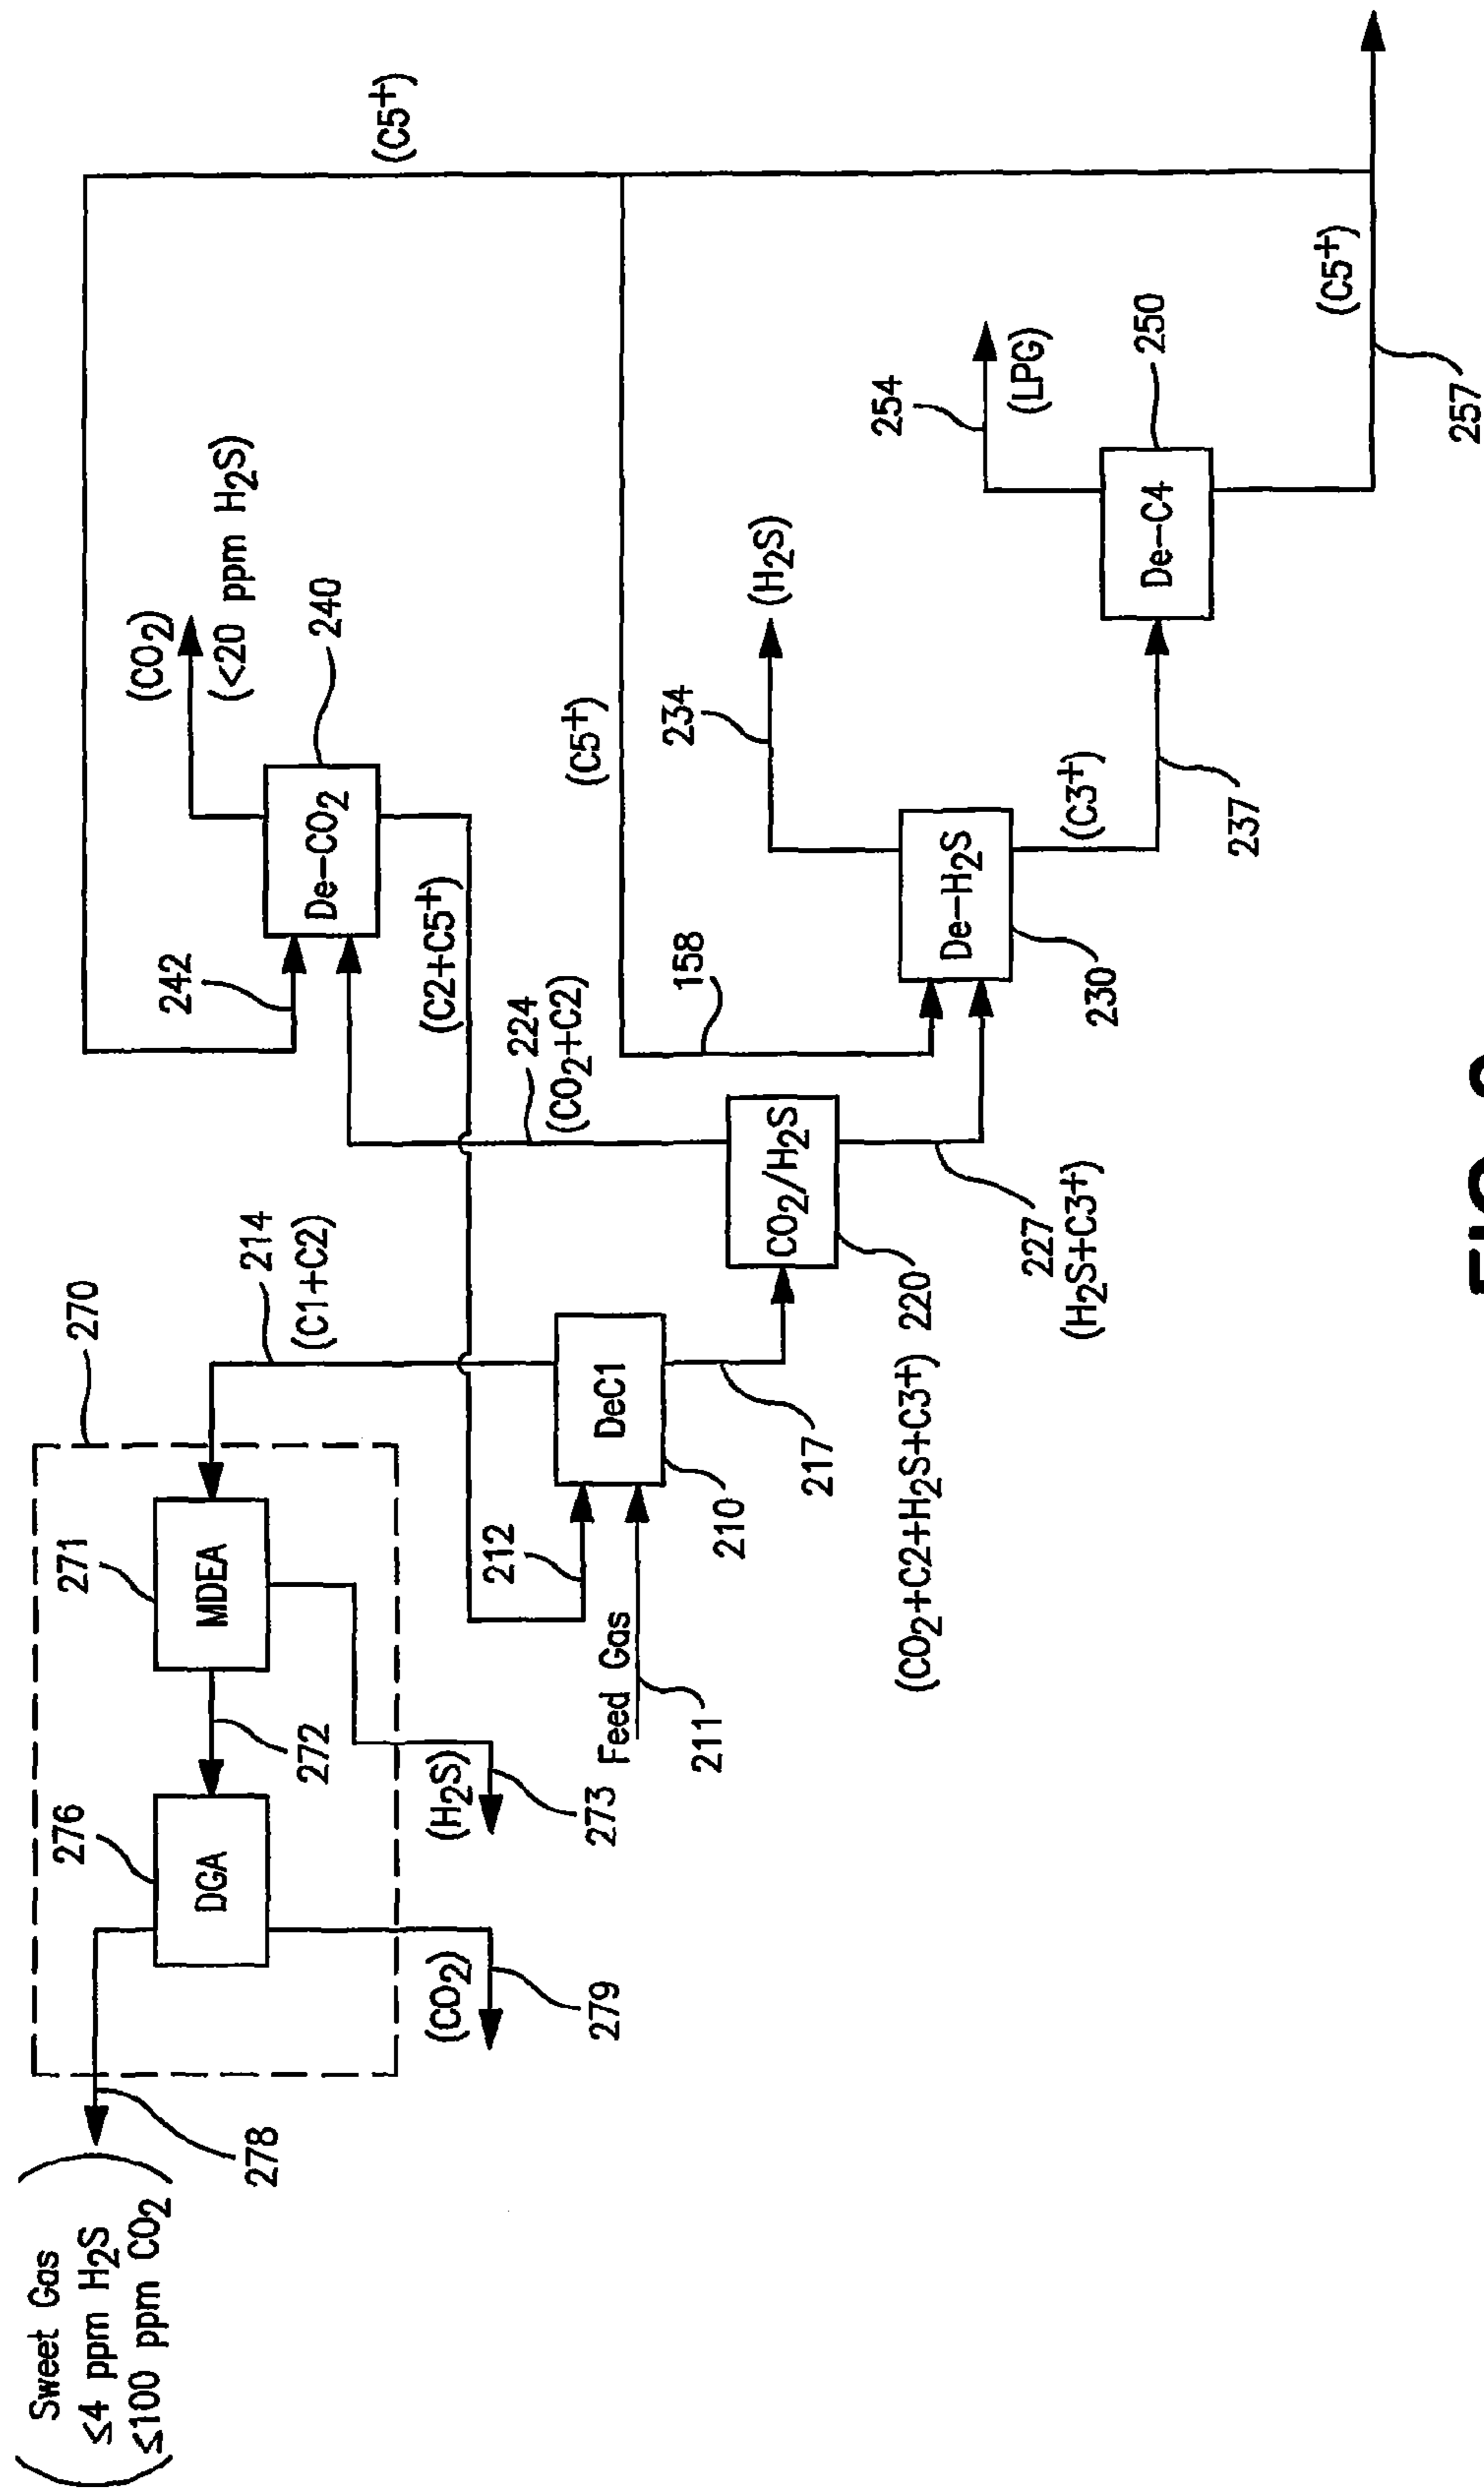 Sweet Gas
≤4 ppm H2S
≤100 ppm CO2
278
276
DGA
272
271
MDEA
270
(CO2)
279
(H2S)
273
214
(C1+C2)
Feed Gas
211
212
DeC1
210
217
(CO2+C2+H2S+C3+)
220
CO2/H2S
224
(CO2+C2)
227
(H2S+C3+)
242
De-CO2
240
(CO2)
(<20 ppm H2S)
(C2+C5+)
(C5+)
158
(C5+)
De-H2S
230
234
(H2S)
(C3+)
237
De-C4
250
254
(LPG)
(C5+)
257